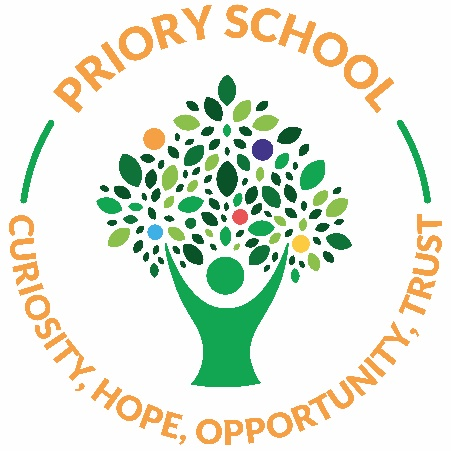 PRIORY SCHOOL
CURIOSITY, HOPE, OPPORTUNITY, TRUST